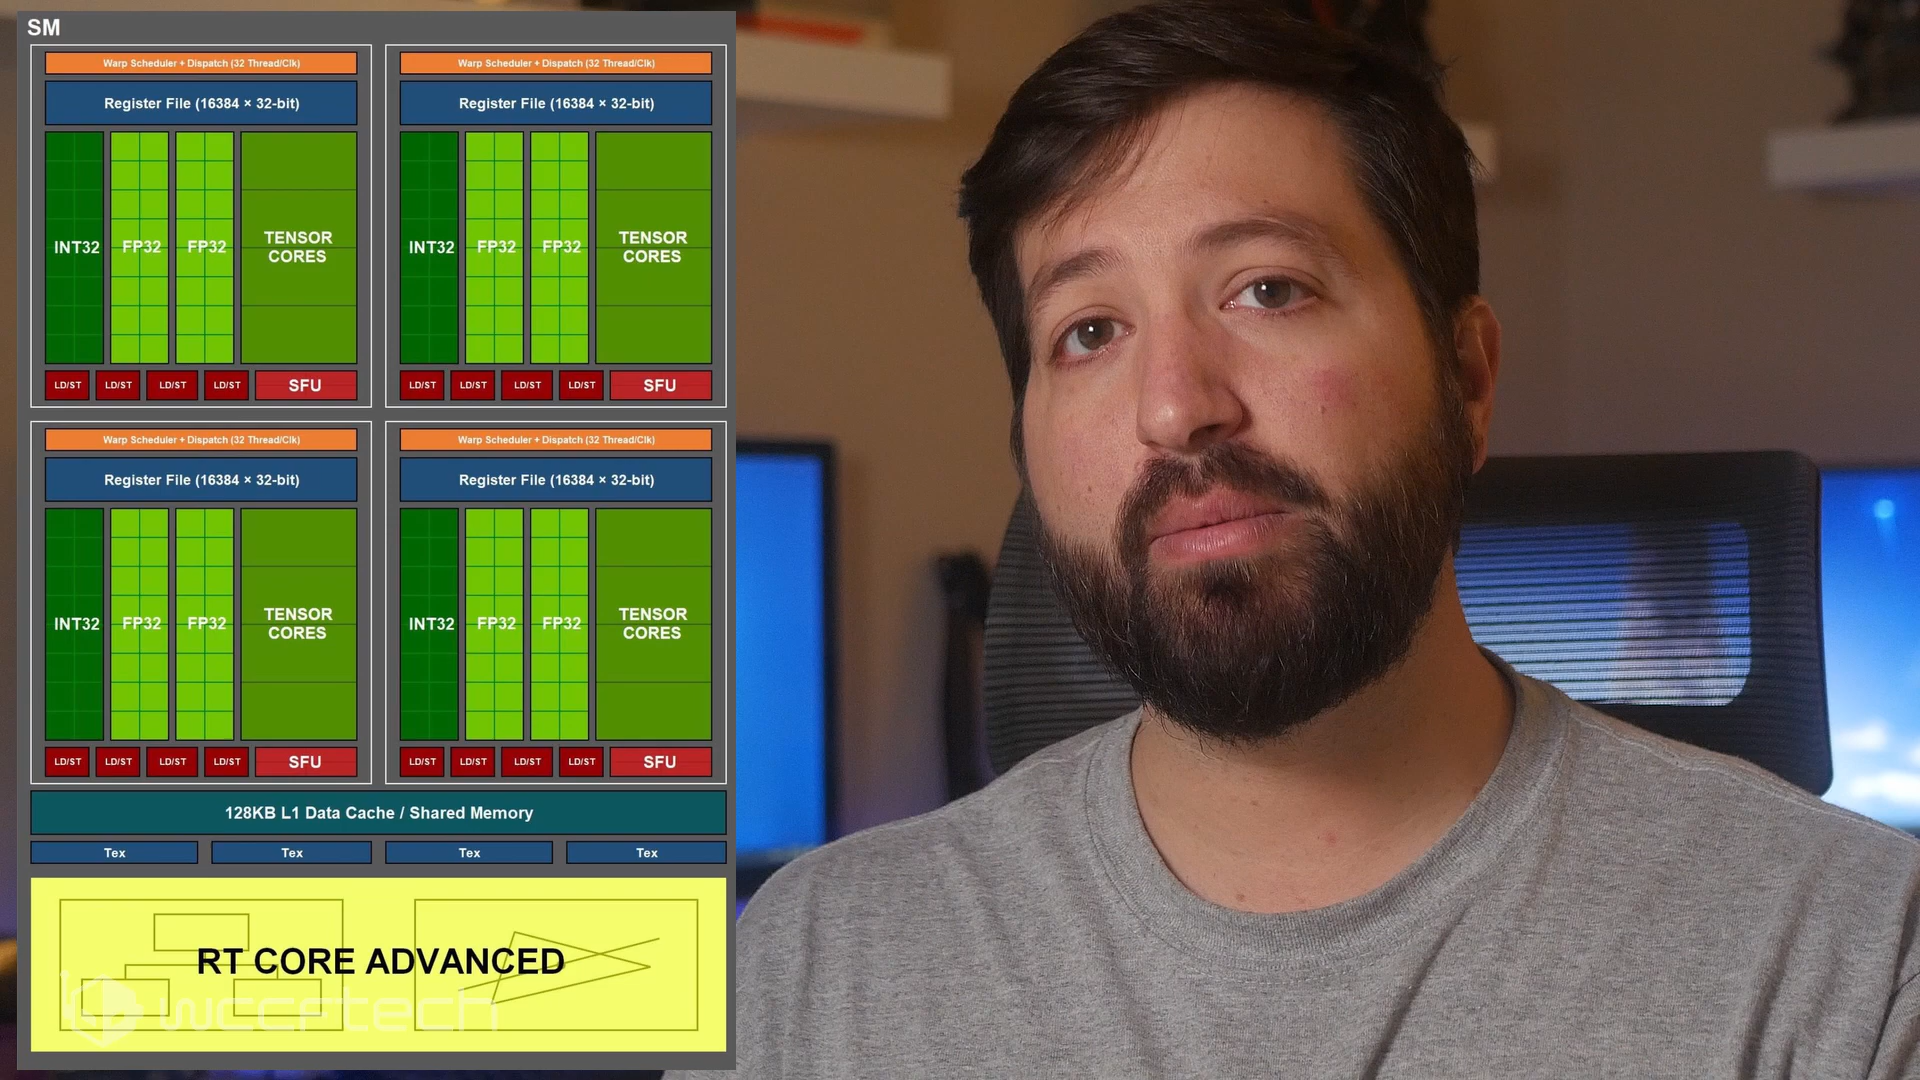 SM
Warp Scheduler + Dispatch (32 Thread/Clk)
Register File (16384 × 32-bit)
INT32 FP32 FP32 TENSOR CORES
LD/ST LD/ST LD/ST LD/ST SFU
Warp Scheduler + Dispatch (32 Thread/Clk)
Register File (16384 × 32-bit)
INT32 FP32 FP32 TENSOR CORES
LD/ST LD/ST LD/ST LD/ST SFU
Warp Scheduler + Dispatch (32 Thread/Clk)
Register File (16384 × 32-bit)
INT32 FP32 FP32 TENSOR CORES
LD/ST LD/ST LD/ST LD/ST SFU
Warp Scheduler + Dispatch (32 Thread/Clk)
Register File (16384 × 32-bit)
INT32 FP32 FP32 TENSOR CORES
LD/ST LD/ST LD/ST LD/ST SFU
128KB L1 Data Cache / Shared Memory
Tex Tex Tex Tex
RT CORE ADVANCED
wccftech